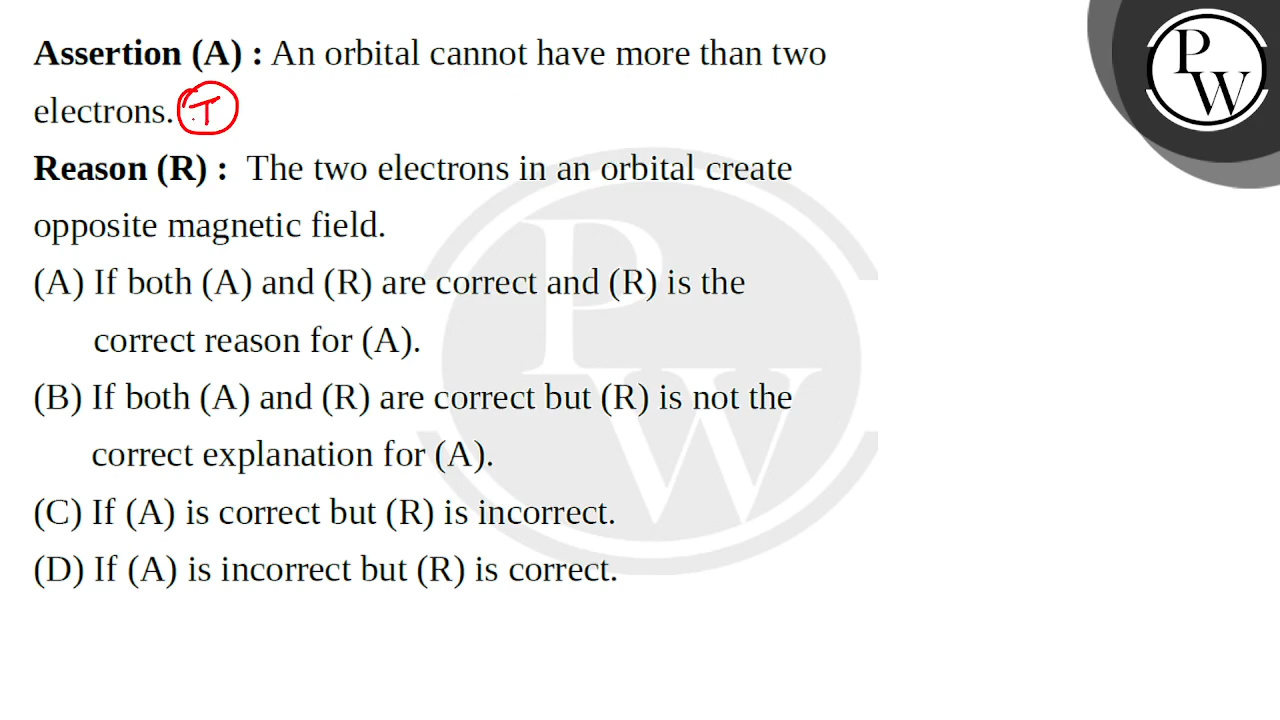 Assertion (A) : An orbital cannot have more than two
electrons. T
Reason (R) : The two electrons in an orbital create
opposite magnetic field.
(A) If both (A) and (R) are correct and (R) is the
correct reason for (A).
(B) If both (A) and (R) are correct but (R) is not the
correct explanation for (A).
(C) If (A) is correct but (R) is incorrect.
(D) If (A) is incorrect but (R) is correct.
P
W
P
W